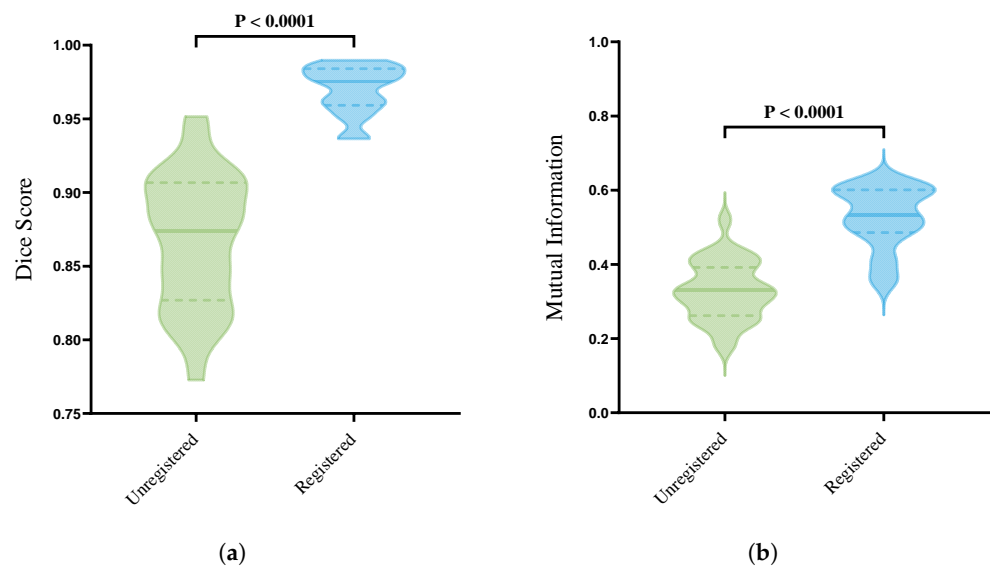 P < 0.0001
Dice Score
1.00
0.95
0.90
0.85
0.80
0.75
Unregistered
Registered
(a)
P < 0.0001
Mutual Information
1.0
0.8
0.6
0.4
0.2
0.0
Unregistered
Registered
(b)